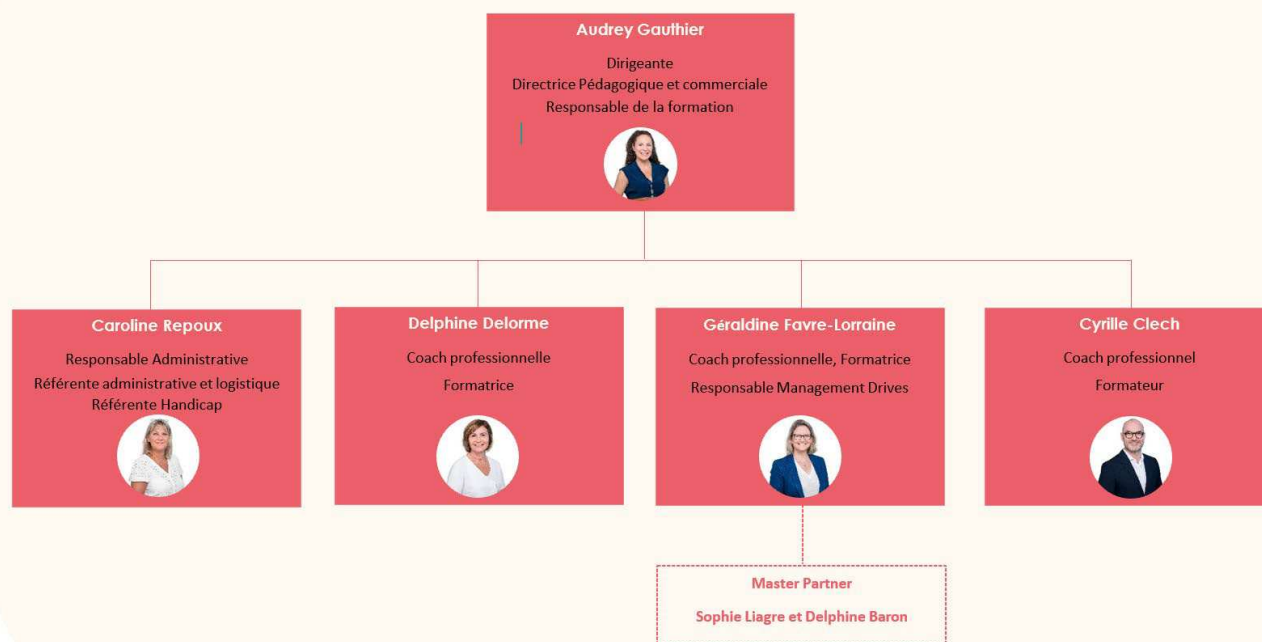 Audrey Gauthier
Dirigeante
Directrice Pédagogique et commerciale
Responsable de la formation
Caroline Repoux
Responsable Administrative
Référente administrative et logistique
Référente Handicap
Delphine Delorme
Coach professionnelle
Formatrice
Géraldine Favre-Lorraine
Coach professionnelle, Formatrice
Responsable Management Drives
Cyrille Clech
Coach professionnel
Formateur
Master Partner
Sophie Liagre et Delphine Baron